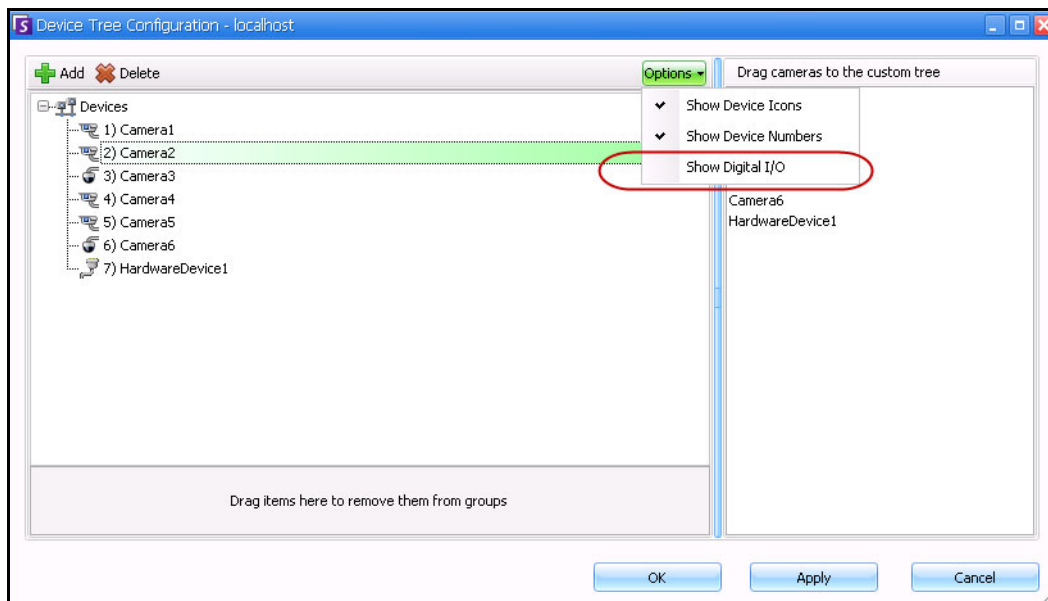 Device Tree Configuration - localhost
Add Delete Options
Drag cameras to the custom tree
Devices
1) Camera1
2) Camera2
3) Camera3
4) Camera4
5) Camera5
6) Camera6
7) HardwareDevice1
Show Device Icons
Show Device Numbers
Show Digital I/O
Camera6
HardwareDevice1
Drag items here to remove them from groups
OK Apply Cancel